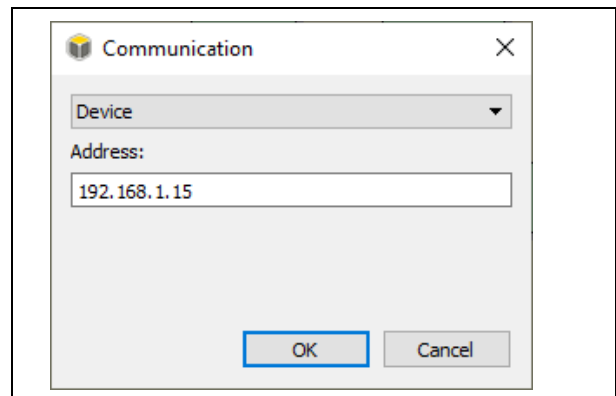 Communication
Device
Address:
192.168.1.15
OK Cancel